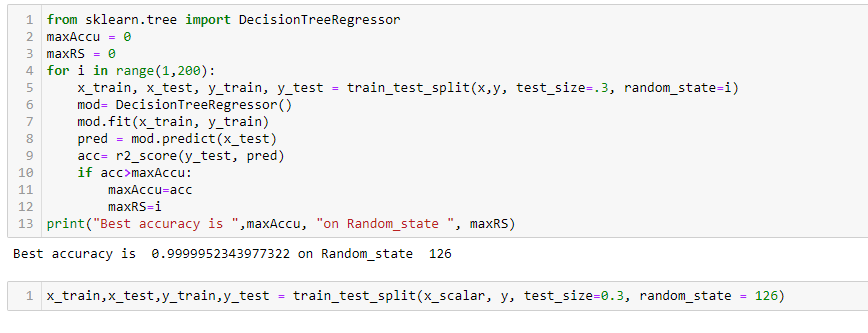 1 from sklearn.tree import DecisionTreeRegressor
2 maxAccu = 0
3 maxRS = 0
4 for i in range(1,200):
5     x_train, x_test, y_train, y_test = train_test_split(x,y, test_size=.3, random_state=i)
6     mod= DecisionTreeRegressor()
7     mod.fit(x_train, y_train)
8     pred = mod.predict(x_test)
9     acc= r2_score(y_test, pred)
10     if acc>maxAccu:
11         maxAccu=acc
12         maxRS=i
13 print("Best accuracy is ",maxAccu, "on Random_state ", maxRS)
Best accuracy is  0.9999952343977322 on Random_state  126
1 x_train,x_test,y_train,y_test = train_test_split(x_scalar, y, test_size=0.3, random_state = 126)